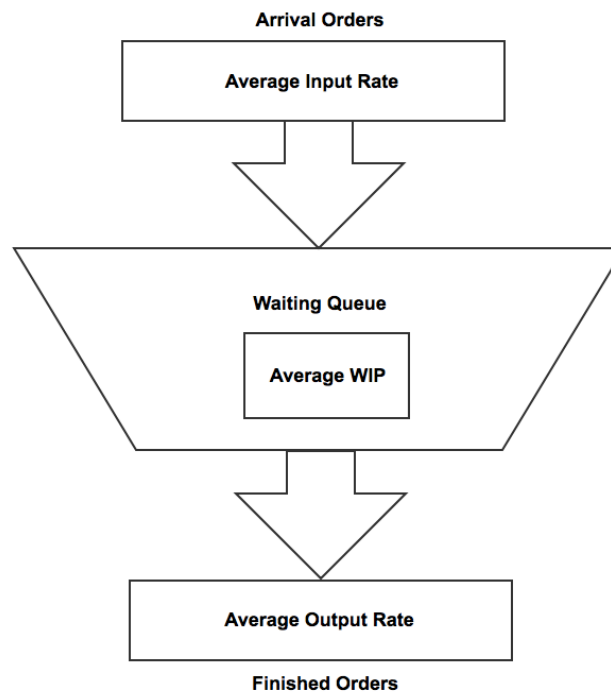 Arrival Orders
Average Input Rate
Waiting Queue
Average WIP
Average Output Rate
Finished Orders